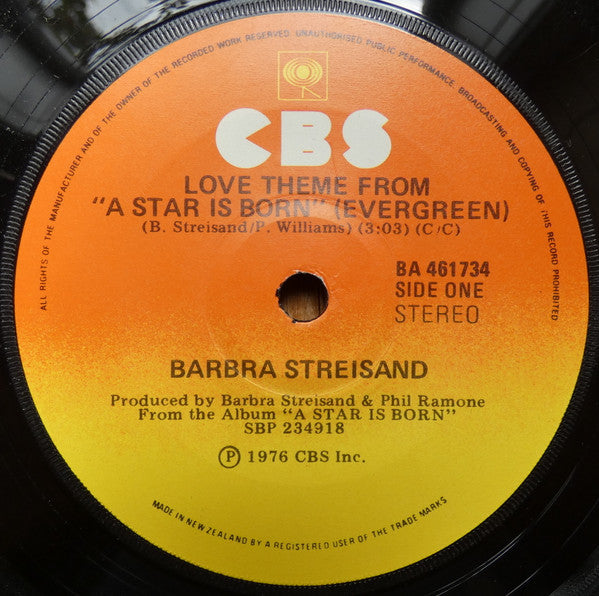 ALL RIGHTS OF THE MANUFACTURER AND OF THE OWNER OF THE RECORDED WORK RESERVED. UNAUTHORISED PUBLIC PERFORMANCE, BROADCASTING AND COPYING OF THIS RECORD PROHIBITED
CBS
LOVE THEME FROM
"A STAR IS BORN" (EVERGREEN)
(B. Streisand/P. Williams) (3:03) (C/C)
BA 461734
SIDE ONE
STEREO
BARBRA STREISAND
Produced by Barbra Streisand & Phil Ramone
From the Album "A STAR IS BORN"
SBP 234918
Ⓟ 1976 CBS Inc.
MADE IN NEW ZEALAND BY A REGISTERED USER OF THE TRADE MARKS